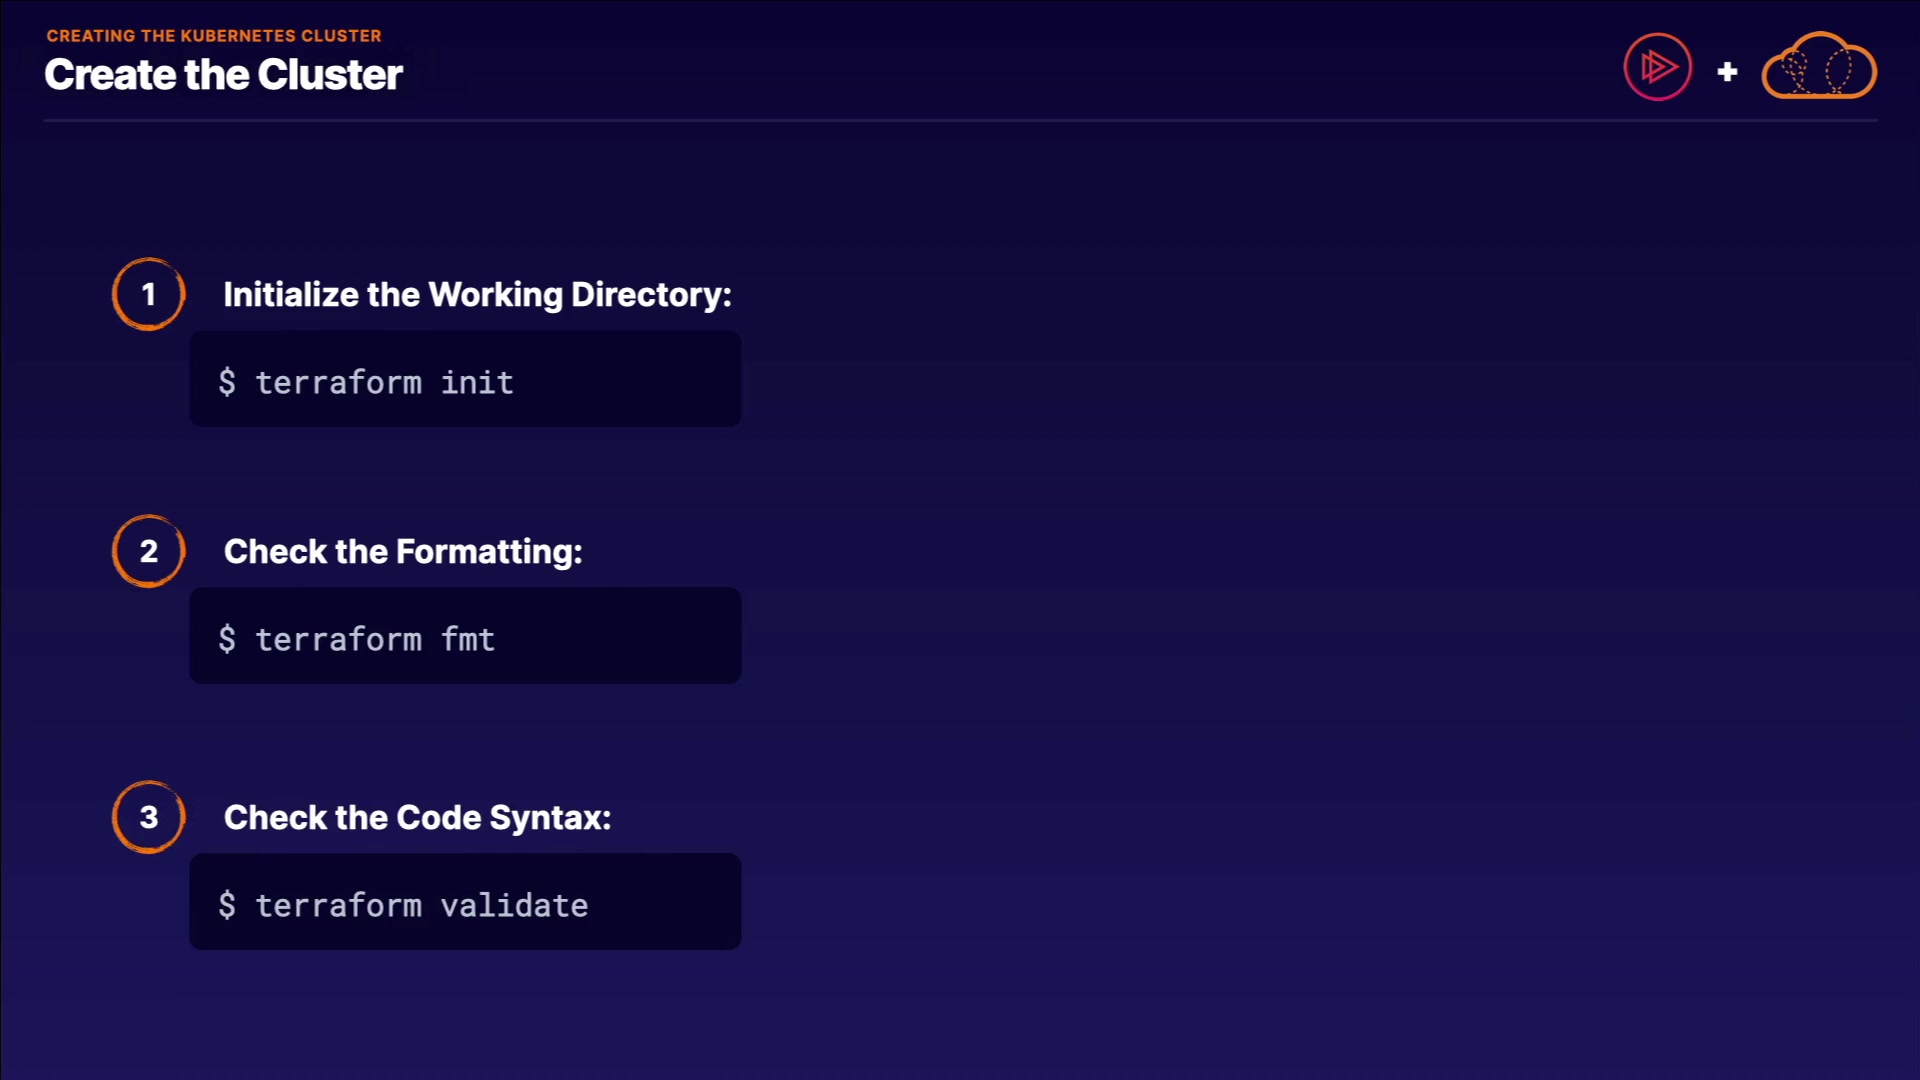 CREATING THE KUBERNETES CLUSTER
Create the Cluster
1 Initialize the Working Directory:
$ terraform init
2 Check the Formatting:
$ terraform fmt
3 Check the Code Syntax:
$ terraform validate